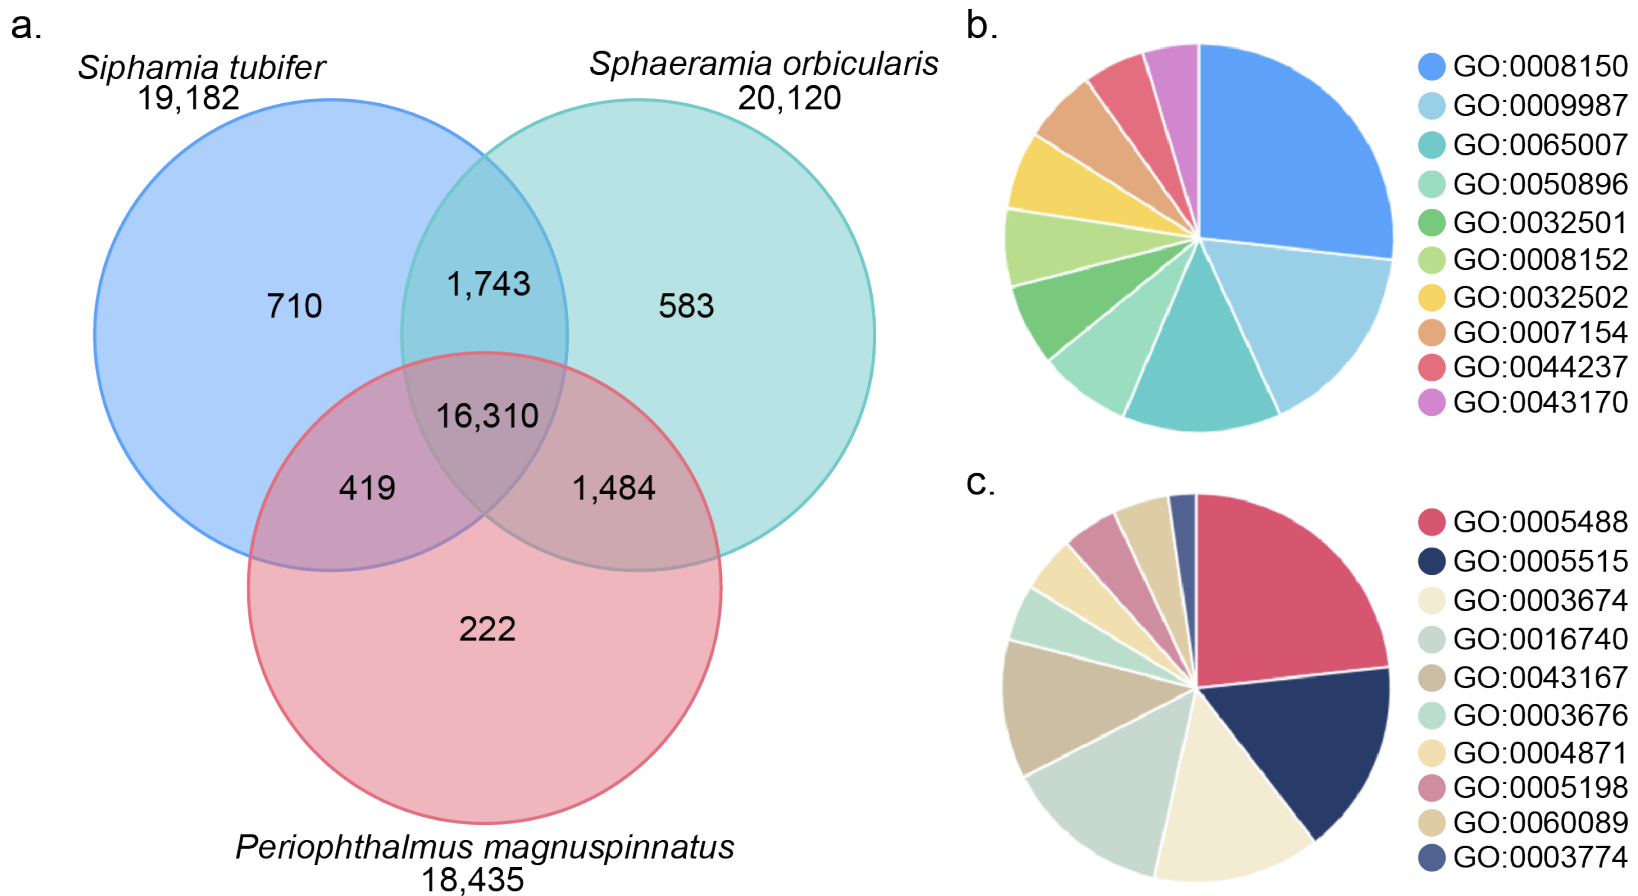 a.
Siphamia tubifer
19,182
Sphaeramia orbicularis
20,120
710
1,743
583
16,310
419
1,484
222
Periophthalmus magnuspinnatus
18,435
b.
GO:0008150
GO:0009987
GO:0065007
GO:0050896
GO:0032501
GO:0008152
GO:0032502
GO:0007154
GO:0044237
GO:0043170
c.
GO:0005488
GO:0005515
GO:0003674
GO:0016740
GO:0043167
GO:0003676
GO:0004871
GO:0005198
GO:0060089
GO:0003774